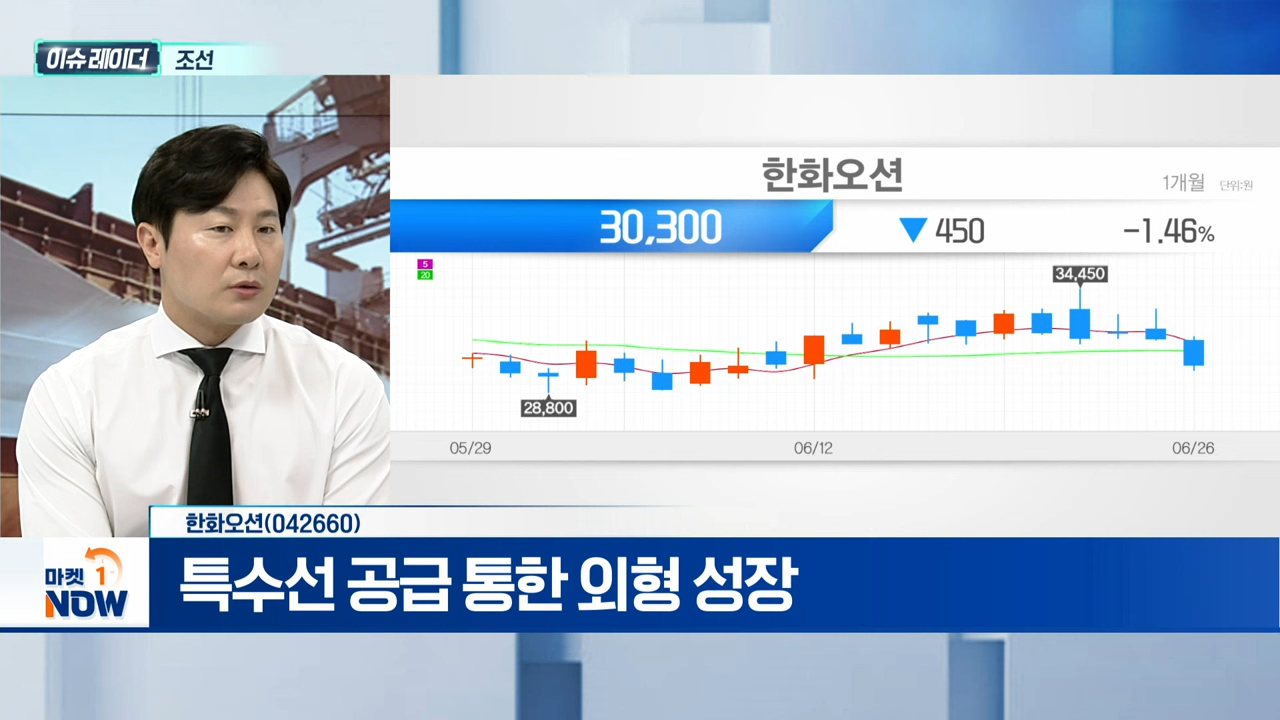 이슈 레이더 조선
한화오션
1개월 단위:원
30,300 ▼ 450 -1.46%
5
20
34,450
28,800
05/29 06/12 06/26
한화오션(042660)
마켓 1
NOW
특수선 공급 통한 외형 성장